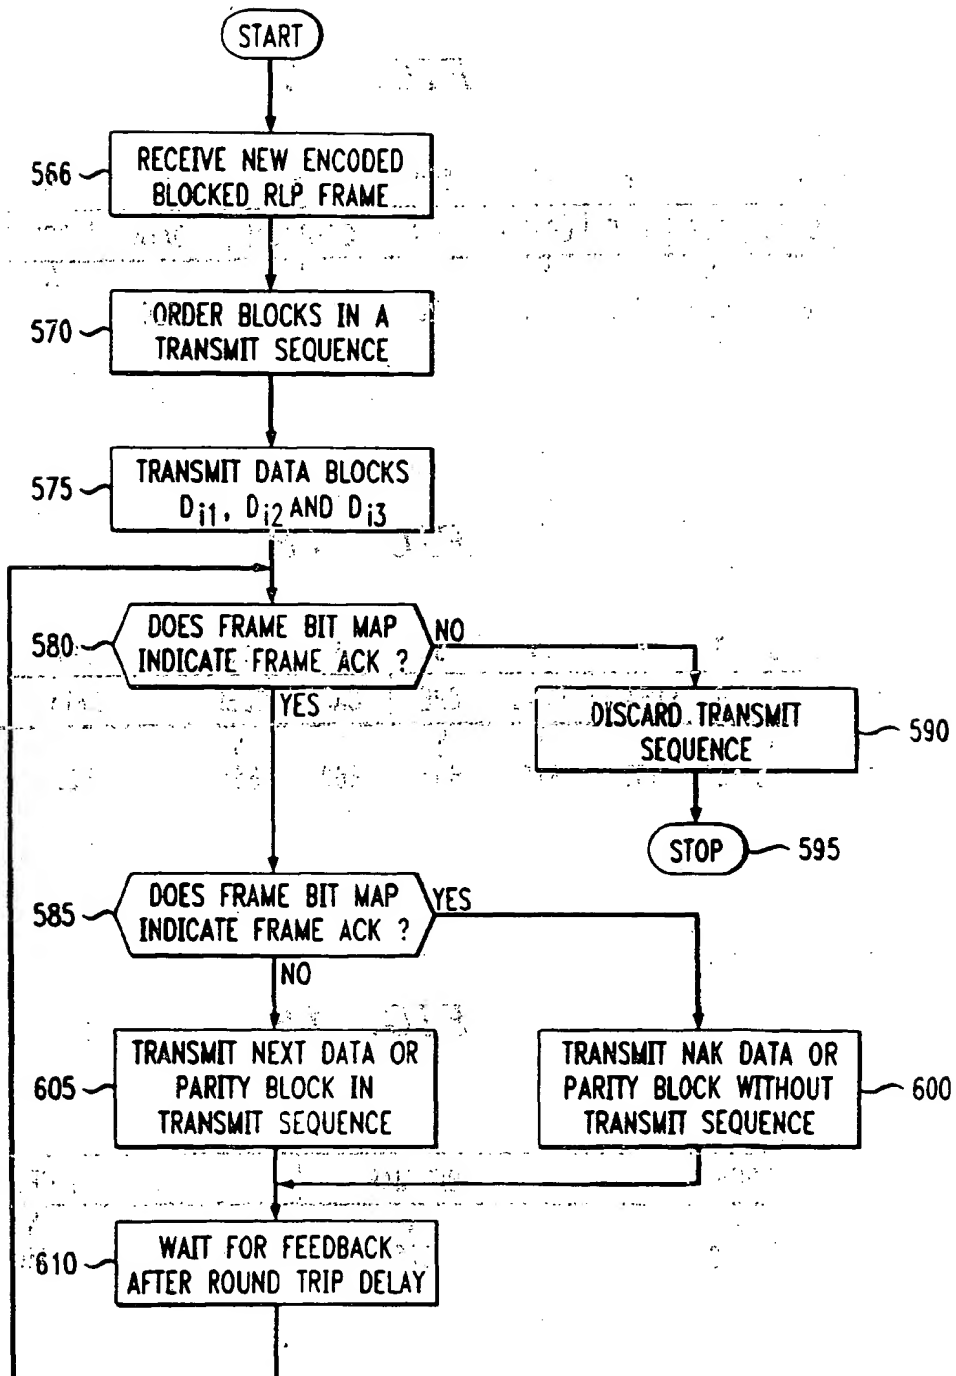 START
566
RECEIVE NEW ENCODED
BLOCKED RLP FRAME
570
ORDER BLOCKS IN A
TRANSMIT SEQUENCE
575
TRANSMIT DATA BLOCKS
Di1, Di2 AND Di3
580
DOES FRAME BIT MAP
INDICATE FRAME ACK ?
NO
YES
DISCARD TRANSMIT
SEQUENCE
590
STOP
595
585
DOES FRAME BIT MAP
INDICATE FRAME ACK ?
YES
NO
605
TRANSMIT NEXT DATA OR
PARITY BLOCK IN
TRANSMIT SEQUENCE
TRANSMIT NAK DATA OR
PARITY BLOCK WITHOUT
TRANSMIT SEQUENCE
600
610
WAIT FOR FEEDBACK
AFTER ROUND TRIP DELAY